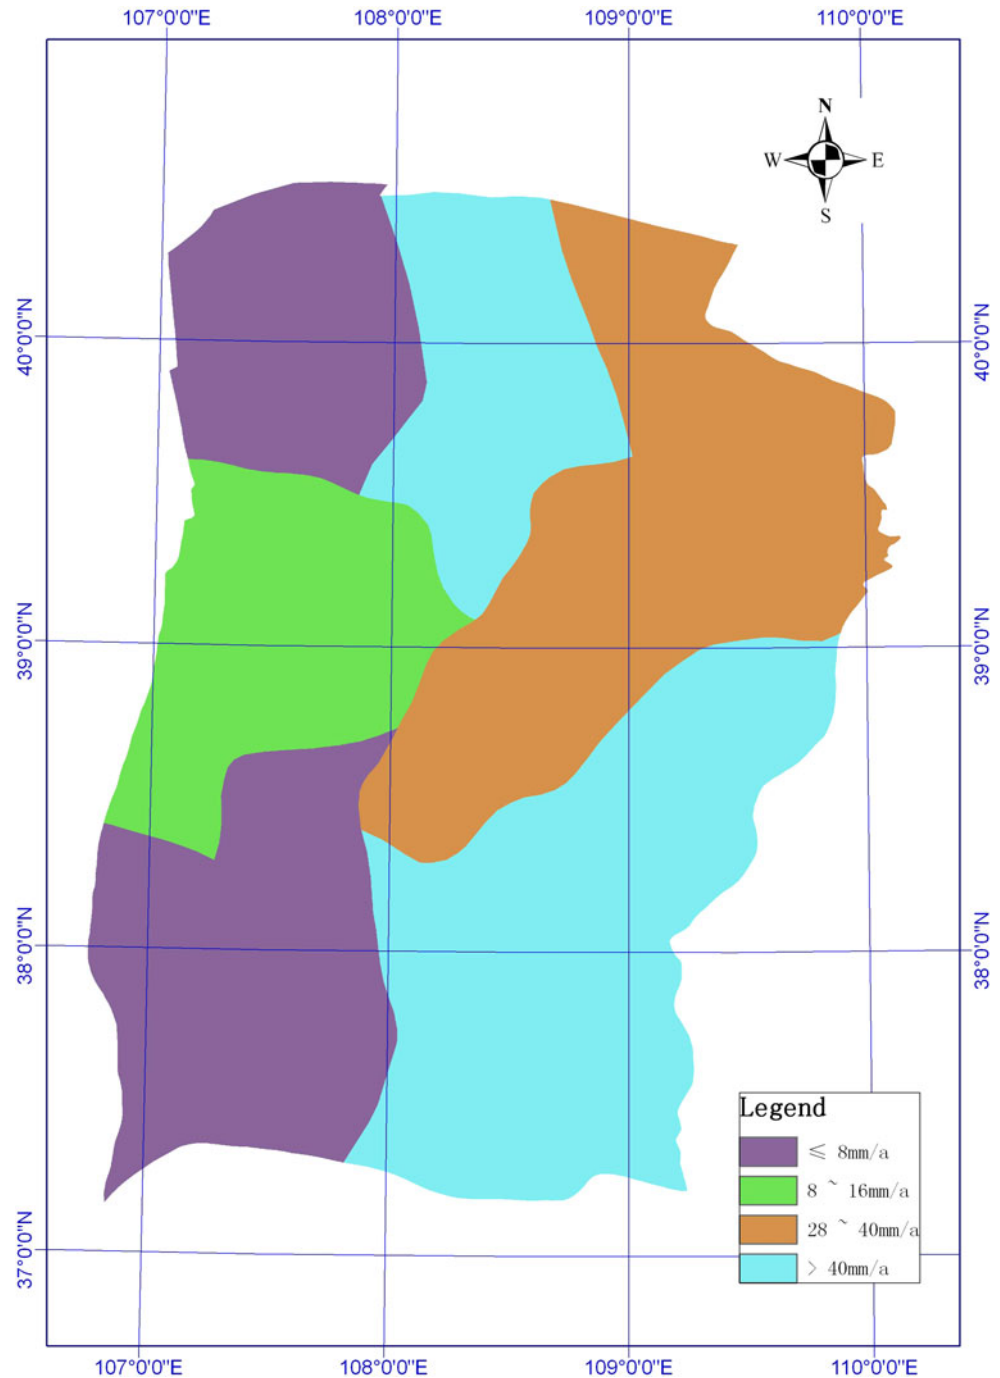 107°0'0"E 108°0'0"E 109°0'0"E 110°0'0"E
N
W E
S
40°0'0"N 40°0'0"N
39°0'0"N 39°0'0"N
38°0'0"N 38°0'0"N
Legend
≤ 8mm/a
8 ~ 16mm/a
28 ~ 40mm/a
> 40mm/a
37°0'0"N
107°0'0"E 108°0'0"E 109°0'0"E 110°0'0"E